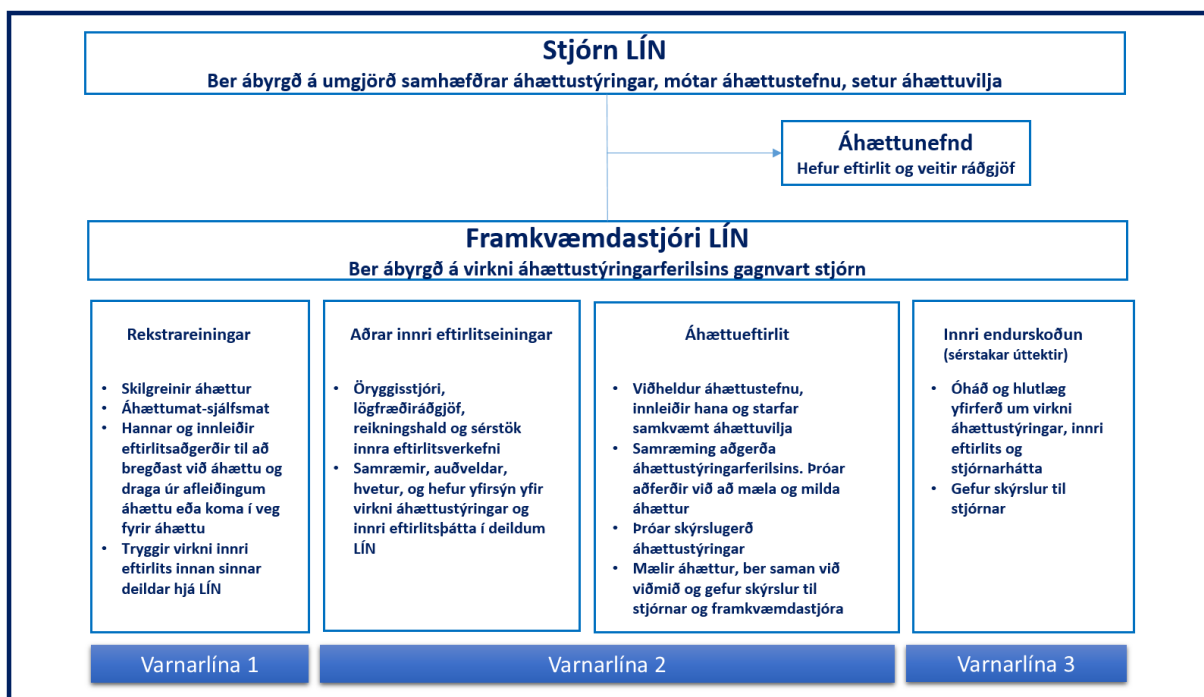 Stjórn LÍN
Ber ábyrgð á umgjörð samhæfðrar áhættustýringar, mótar áhættustefnu, setur áhættuvilja
Áhættunefnd
Hefur eftirlit og veitir ráðgjöf
Framkvæmdastjóri LÍN
Ber ábyrgð á virkni áhættustýringarferilsins gagnvart stjórn
Rekstrareiningar
• Skilgreinir áhættur
• Áhættumat-sjálfsmat
• Hannar og innleiðir
eftirlitsaðgerðir til að
bregðast við áhættu og
draga úr afleiðingum
áhættu eða koma í veg
fyrir áhættu
• Tryggir virkni innri
eftirlits innan sinnar
deildar hjá LÍN
Aðrar innri eftirlitseiningar
• Öryggisstjóri,
lögfræðiráðgjöf,
reikningshald og sérstök
innra eftirlitsverkefni
• Samræmir, auðveldar,
hvetur, og hefur yfirsýn yfir
virkni áhættustýringar og
innri eftirlitsþátta í deildum
LÍN
Áhættueftirlit
• Viðheldur áhættustefnu,
innleiðir hana og starfar
samkvæmt áhættuvilja
• Samræming aðgerða
áhættustýringarferilsins. Þróar
aðferðir við að mæla og milda
áhættur
• Þróar skýrslugerð
áhættustýringar
• Mælir áhættur, ber saman við
viðmið og gefur skýrslur til
stjórnar og framkvæmdastjóra
Innri endurskoðun
(sérstakar úttektir)
• Óháð og hlutlæg
yfirferð um virkni
áhættustýringar, innri
eftirlits og
stjórnarhátta
• Gefur skýrslur til
stjórnar
Varnarlína 1
Varnarlína 2
Varnarlína 3